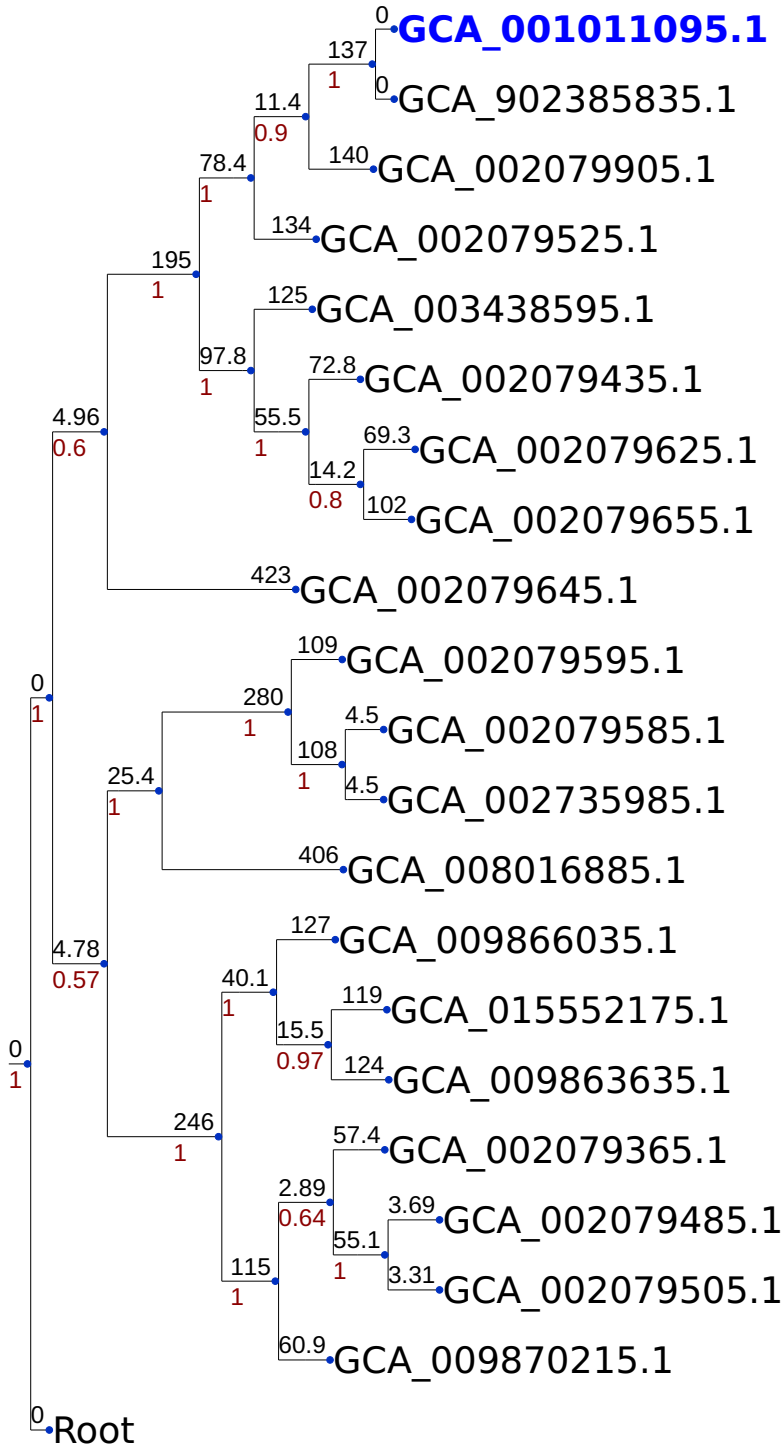 0
GCA_001011095.1
137
1
0
GCA_902385835.1
11.4
0.9
140
GCA_002079905.1
78.4
1
134
GCA_002079525.1
195
1
125
GCA_003438595.1
97.8
1
72.8
GCA_002079435.1
55.5
1
69.3
GCA_002079625.1
14.2
0.8
102
GCA_002079655.1
4.96
0.6
423
GCA_002079645.1
0
1
109
GCA_002079595.1
280
1
4.5
GCA_002079585.1
108
1
4.5
GCA_002735985.1
25.4
1
406
GCA_008016885.1
4.78
0.57
127
GCA_009866035.1
40.1
1
119
GCA_015552175.1
15.5
0.97
124
GCA_009863635.1
0
1
246
1
57.4
GCA_002079365.1
2.89
0.64
3.69
GCA_002079485.1
55.1
1
3.31
GCA_002079505.1
115
1
60.9
GCA_009870215.1
0
Root